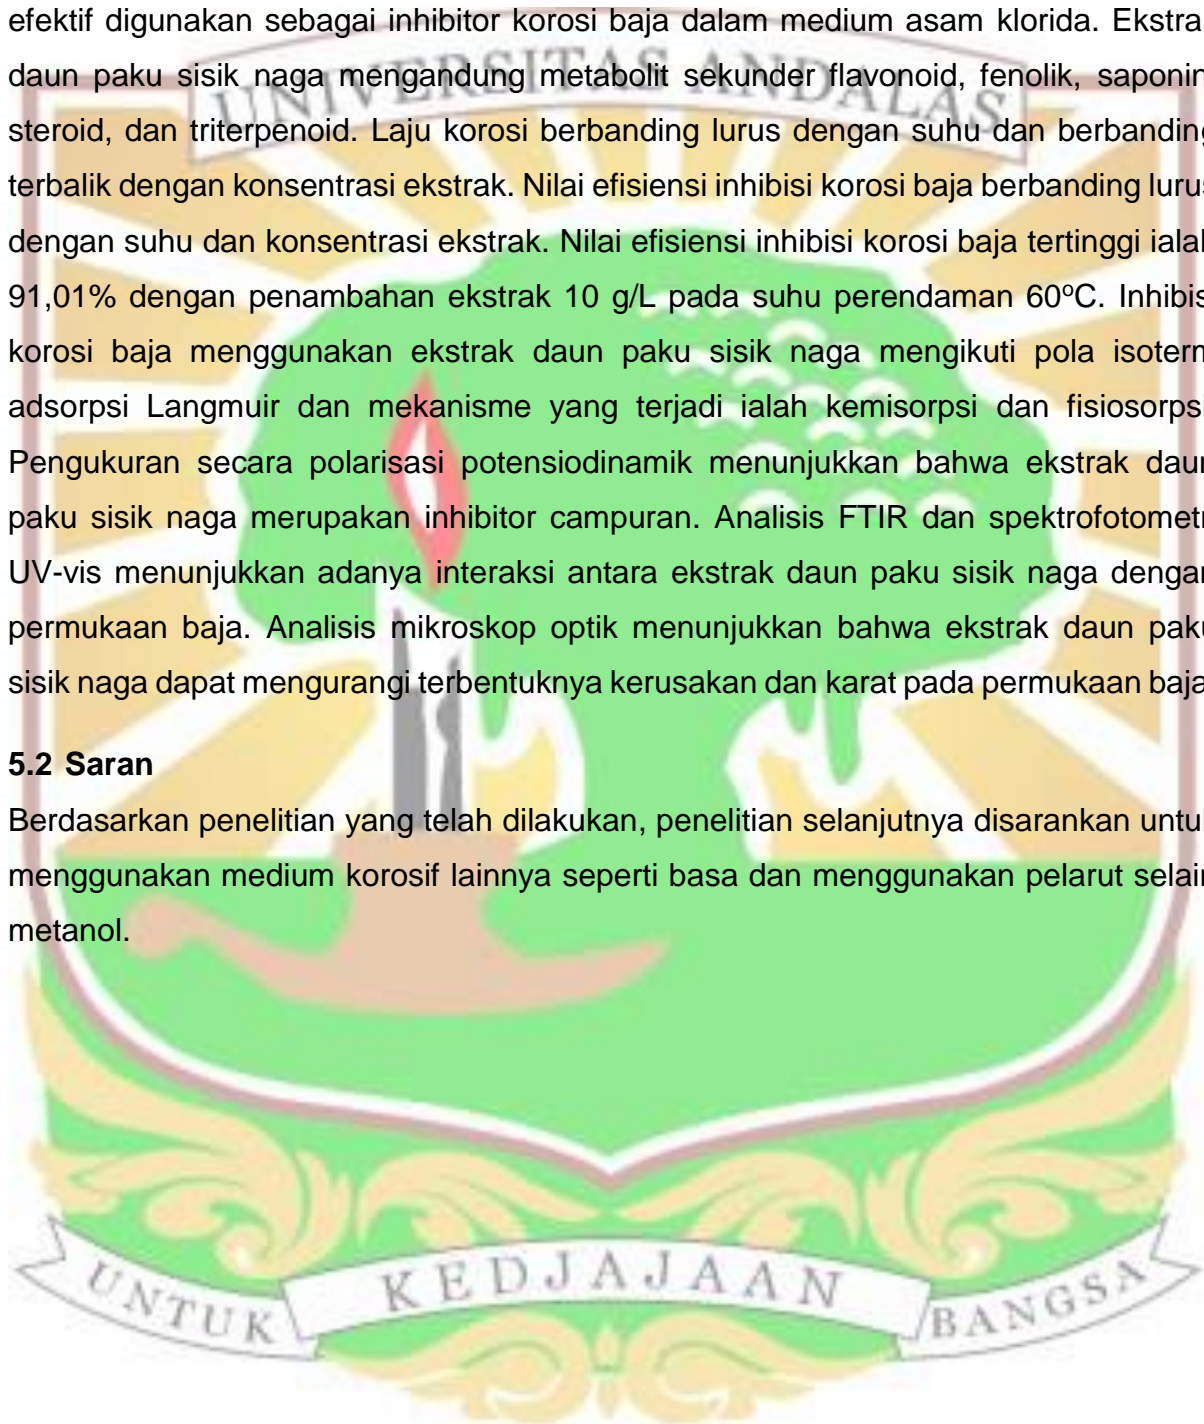 efektif digunakan sebagai inhibitor korosi baja dalam medium asam klorida. Ekstra
UNIVERSITAS ANDALAS
daun paku sisik naga mengandung metabolit sekunder flavonoid, fenolik, saponin
steroid, dan triterpenoid. Laju korosi berbanding lurus dengan suhu dan berbanding
terbalik dengan konsentrasi ekstrak. Nilai efisiensi inhibisi korosi baja berbanding lurus
dengan suhu dan konsentrasi ekstrak. Nilai efisiensi inhibisi korosi baja tertinggi ialah
91,01% dengan penambahan ekstrak 10 g/L pada suhu perendaman 60ºC. Inhibisi
korosi baja menggunakan ekstrak daun paku sisik naga mengikuti pola isoterm
adsorpsi Langmuir dan mekanisme yang terjadi ialah kemisorpsi dan fisiosorpsi
Pengukuran secara polarisasi potensiodinamik menunjukkan bahwa ekstrak daun
paku sisik naga merupakan inhibitor campuran. Analisis FTIR dan spektrofotometri
UV-vis menunjukkan adanya interaksi antara ekstrak daun paku sisik naga dengan
permukaan baja. Analisis mikroskop optik menunjukkan bahwa ekstrak daun paku
sisik naga dapat mengurangi terbentuknya kerusakan dan karat pada permukaan baja
5.2 Saran
Berdasarkan penelitian yang telah dilakukan, penelitian selanjutnya disarankan untu
menggunakan medium korosif lainnya seperti basa dan menggunakan pelarut selain
metanol.
UNTUK KEDJAJAAN BANGSA